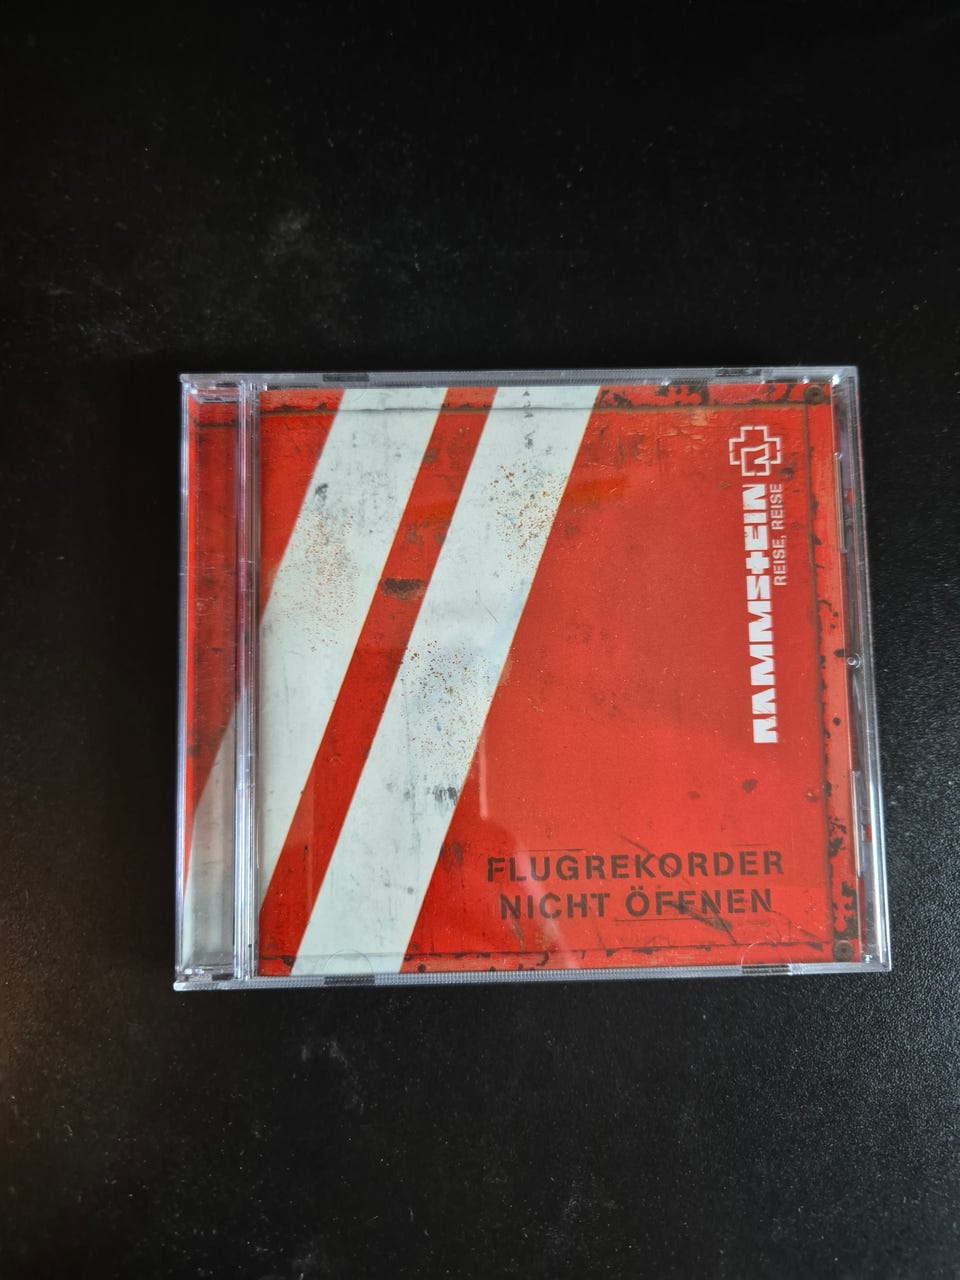 RAMMSTEIN
REISE, REISE
FLUGREKORDER
NICHT ÖFFNEN